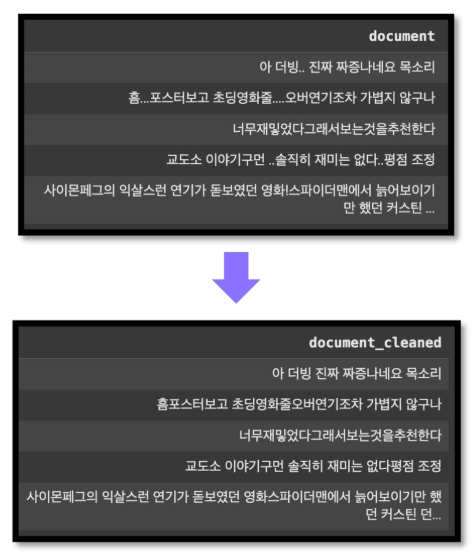 document
아 더빙.. 진짜 짜증나네요 목소리
흠...포스터보고 초딩영화줄....오버연기조차 가볍지 않구나
너무재밓었다그래서보는것을추천한다
교도소 이야기구먼 ..솔직히 재미는 없다..평점 조정
사이몬페그의 익살스런 연기가 돋보였던 영화!스파이더맨에서 늙어보이기
만 했던 커스틴 ...
document_cleaned
아 더빙 진짜 짜증나네요 목소리
흠포스터보고 초딩영화줄오버연기조차 가볍지 않구나
너무재밓었다그래서보는것을추천한다
교도소 이야기구먼 솔직히 재미는 없다평점 조정
사이몬페그의 익살스런 연기가 돋보였던 영화스파이더맨에서 늙어보이기만 했
던 커스틴 던...